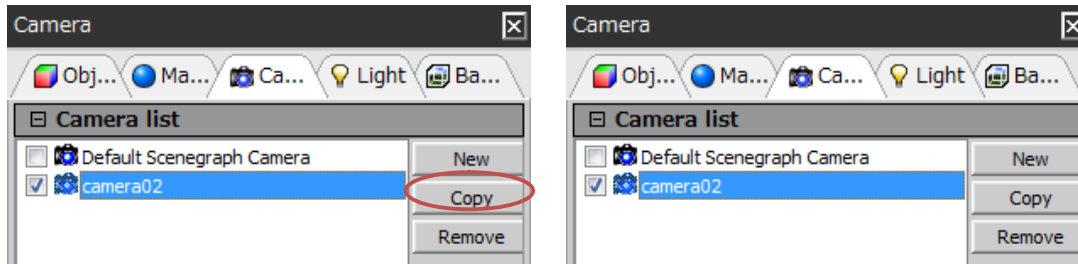 Camera
Obj... Ma... Ca... Light Ba...
Camera list
Default Scenegraph Camera
New
camera02
Copy
Remove
Camera
Obj... Ma... Ca... Light Ba...
Camera list
Default Scenegraph Camera
New
camera02
Copy
Remove